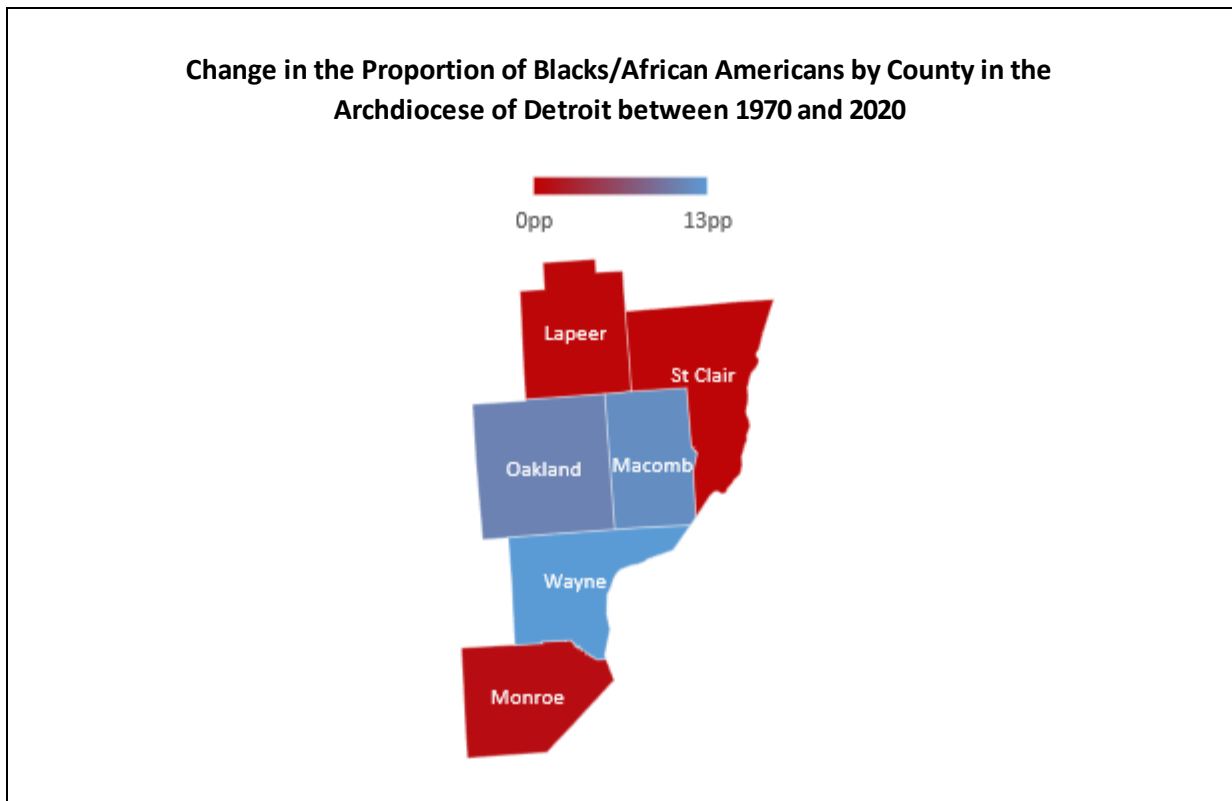 Change in the Proportion of Blacks/African Americans by County in the
Archdiocese of Detroit between 1970 and 2020
0pp 13pp
Lapeer
St Clair
Oakland Macomb
Wayne
Monroe